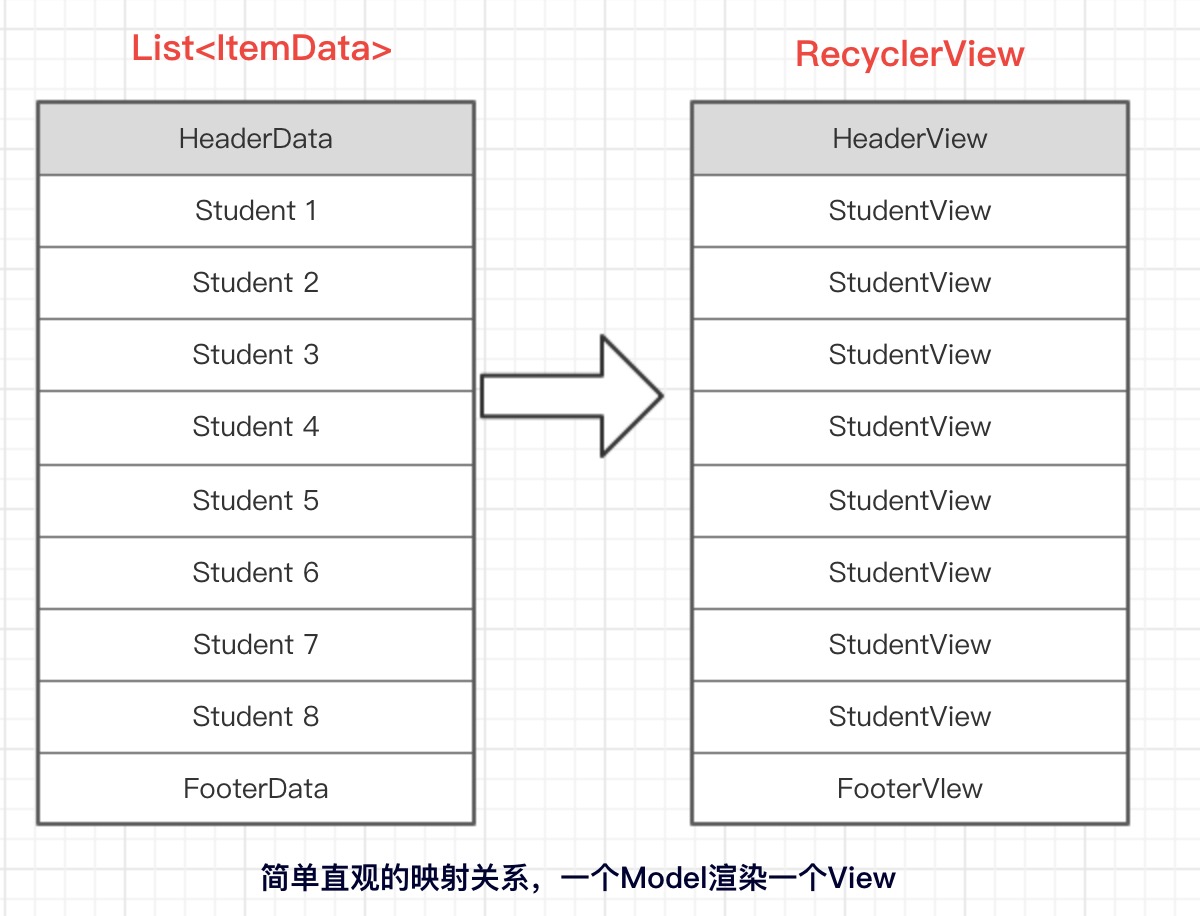 List<ItemData>
HeaderData
Student 1
Student 2
Student 3
Student 4
Student 5
Student 6
Student 7
Student 8
FooterData
RecyclerView
HeaderView
StudentView
StudentView
StudentView
StudentView
StudentView
StudentView
StudentView
StudentView
FooterVIew
简单直观的映射关系，一个Model渲染一个View